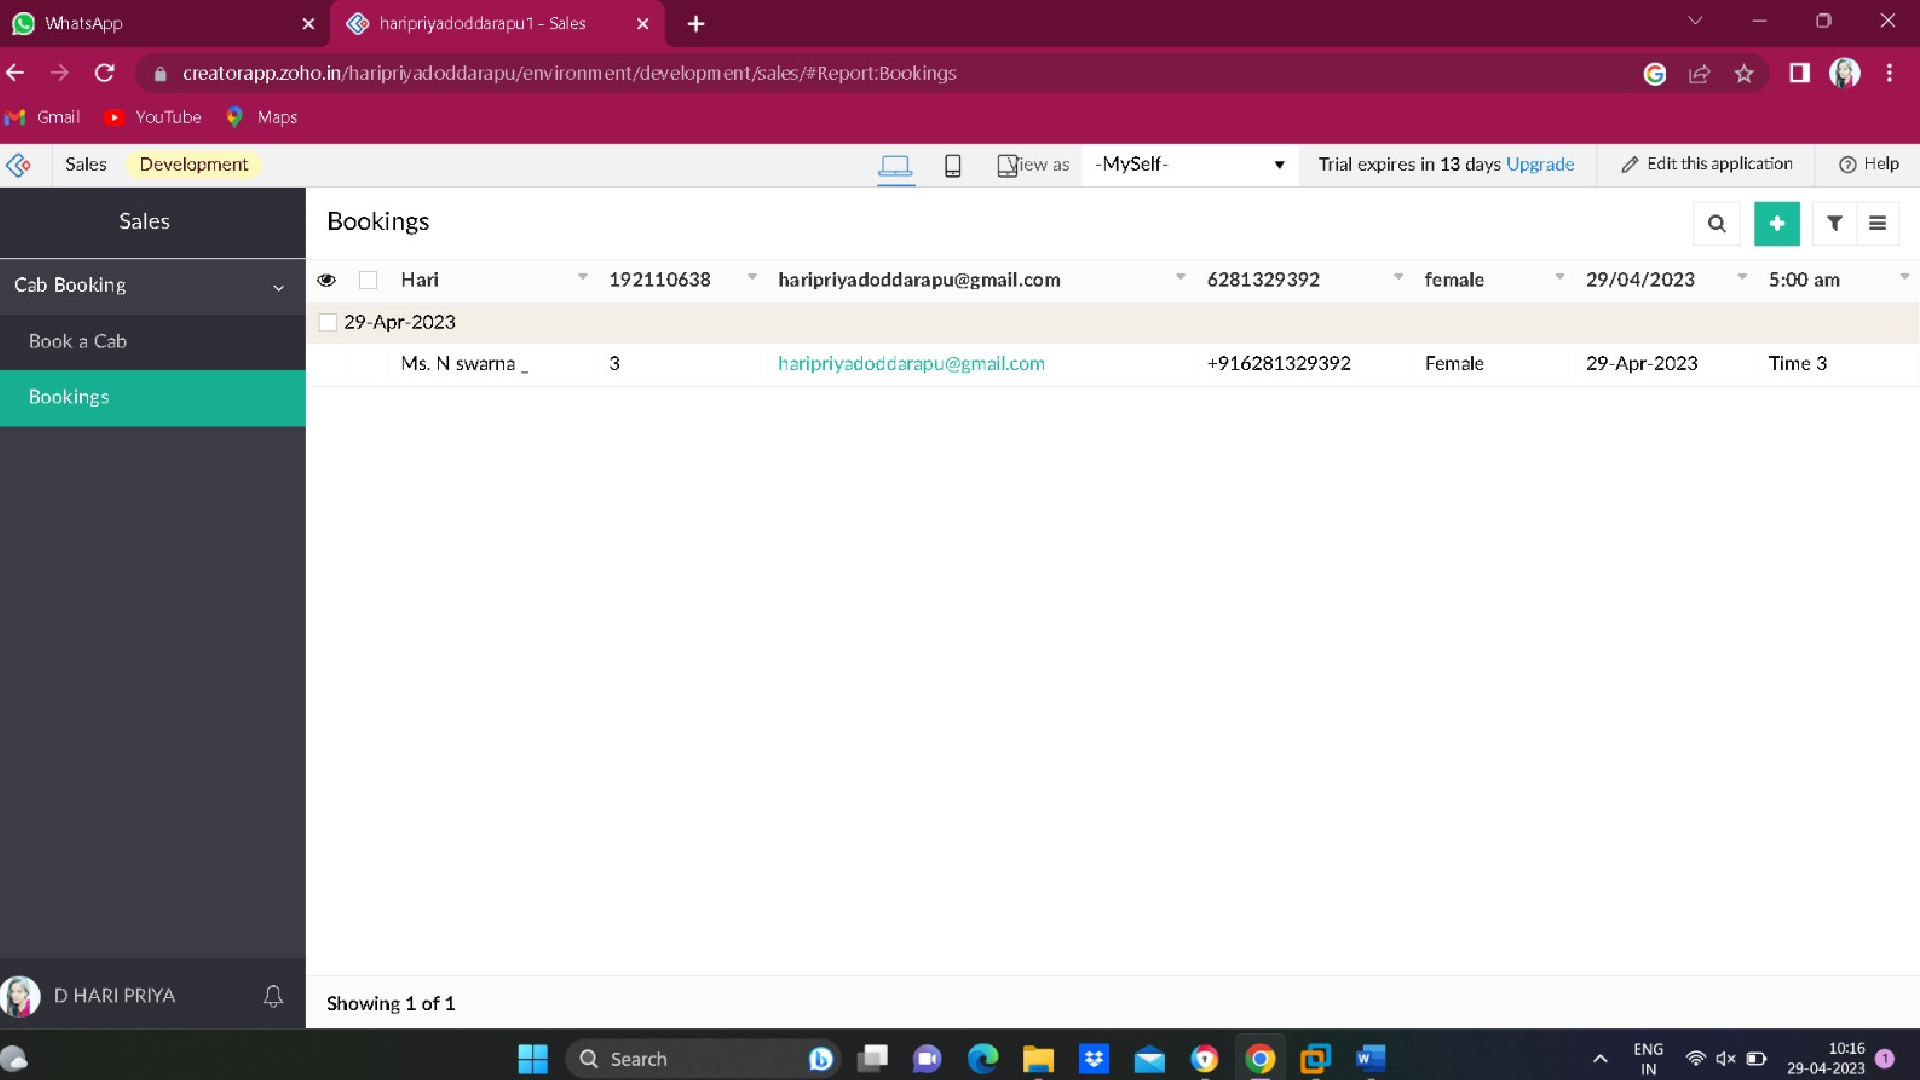 WhatsApp
haripriyadoddarapu1 - Sales
creatorapp.zoho.in/haripriyadoddarapu/environment/development/sales/#Report:Bookings
Gmail YouTube Maps
Sales Development View as -MySelf- Trial expires in 13 days Upgrade Edit this application Help
Sales
Bookings
Cab Booking
Book a Cab
Bookings
Hari 192110638 haripriyadoddarapu@gmail.com 6281329392 female 29/04/2023 5:00 am
29-Apr-2023
Ms. N swarna _ 3 haripriyadoddarapu@gmail.com +916281329392 Female 29-Apr-2023 Time 3
D HARI PRIYA
Showing 1 of 1
Search
ENG
IN
10:16
29-04-2023
1